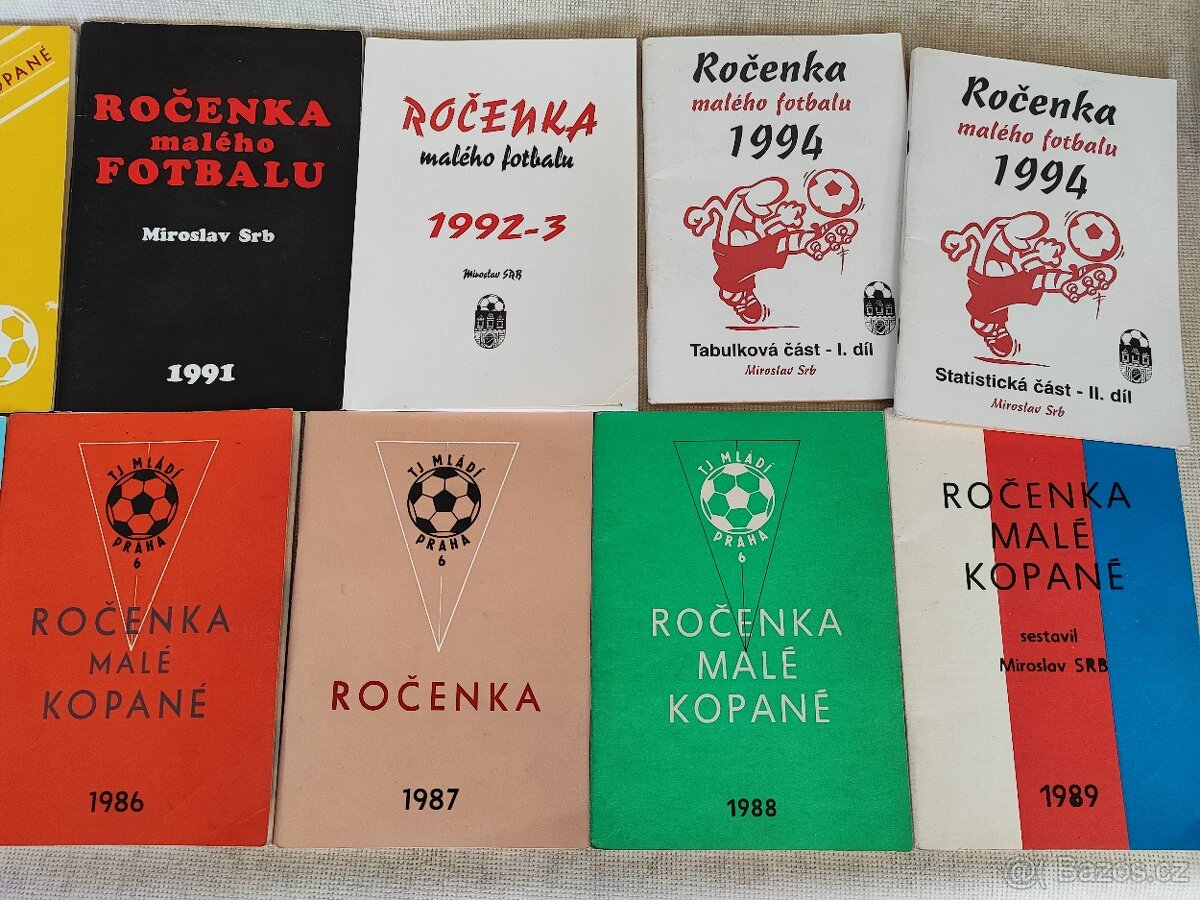 OPANÉ
ROČENKA
malého
FOTBALU
Miroslav Srb
1991
ROČENKA
malého fotbalu
1992-3
Miroslav SRB
Ročenka
malého fotbalu
1994
Tabulková část - I. díl
Miroslav Srb
Ročenka
malého fotbalu
1994
Statistická část - II. díl
Miroslav Srb
TJ MLÁDÍ
PRAHA
6
ROČENKA
MALÉ
KOPANÉ
1986
TJ MLÁDÍ
PRAHA
6
ROČENKA
1987
TJ MLÁDÍ
PRAHA
6
ROČENKA
MALÉ
KOPANÉ
1988
ROČENKA
MALÉ
KOPANÉ
sestavil
Miroslav SRB
1989
@ Bazos.cz